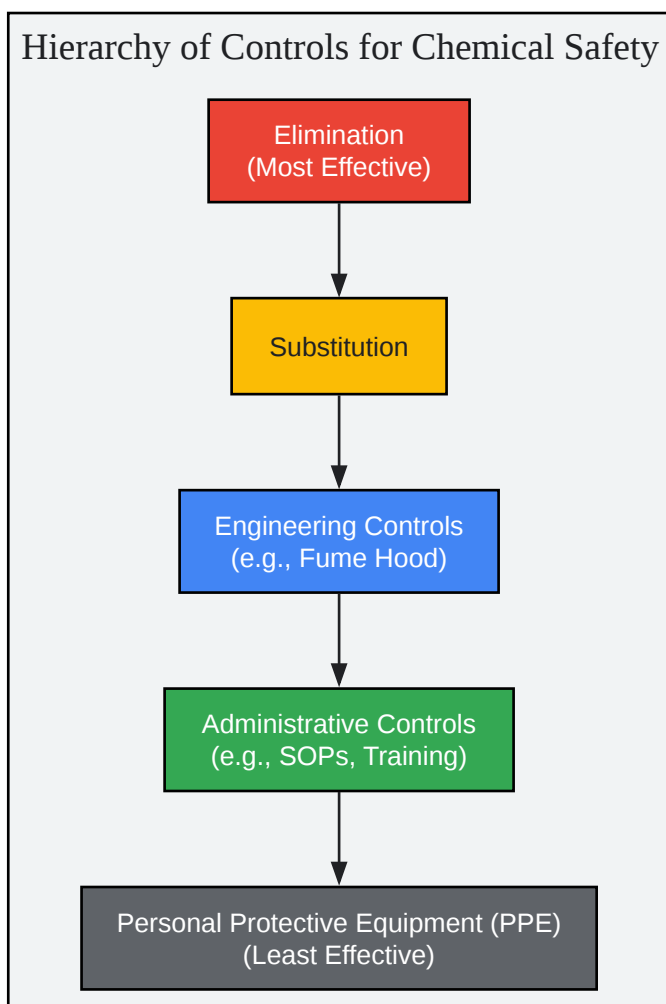 Hierarchy of Controls for Chemical Safety
Elimination
(Most Effective)
Substitution
Engineering Controls
(e.g., Fume Hood)
Administrative Controls
(e.g., SOPs, Training)
Personal Protective Equipment (PPE)
(Least Effective)